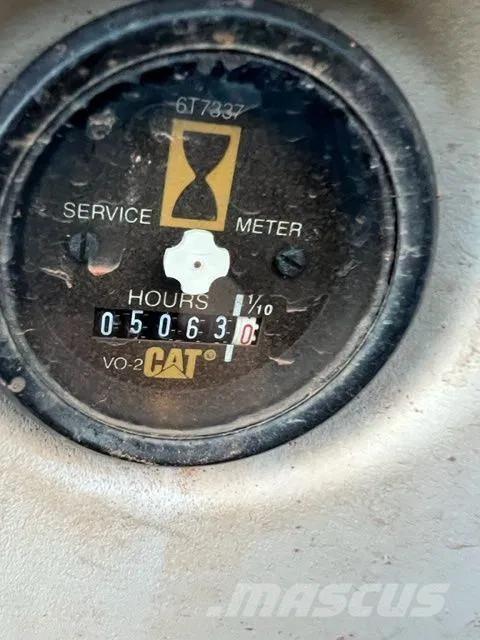 6T7337
SERVICE METER
HOURS 1/10
050630
VO-2 CAT®
MASCUS